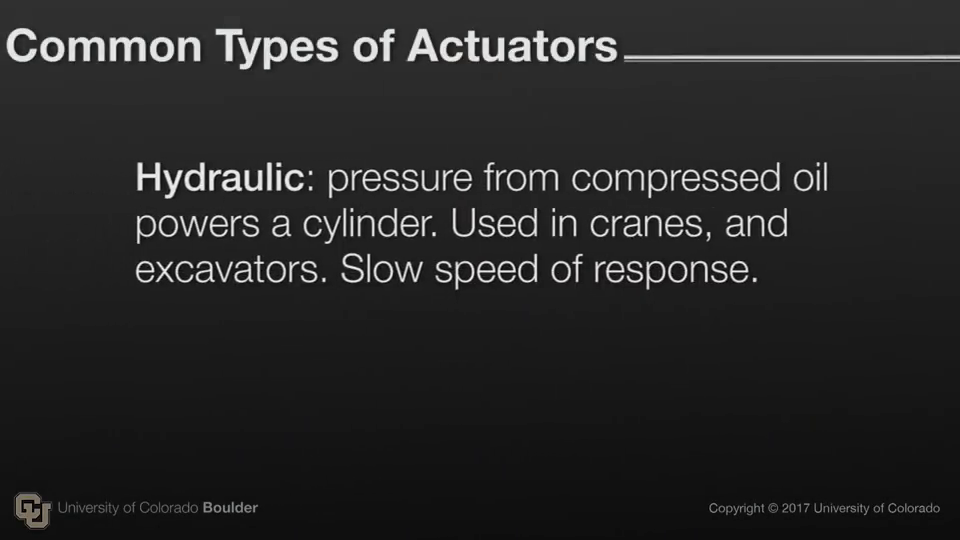 Common Types of Actuators
Hydraulic: pressure from compressed oil
powers a cylinder. Used in cranes, and
excavators. Slow speed of response.
CU University of Colorado Boulder
Copyright © 2017 University of Colorado